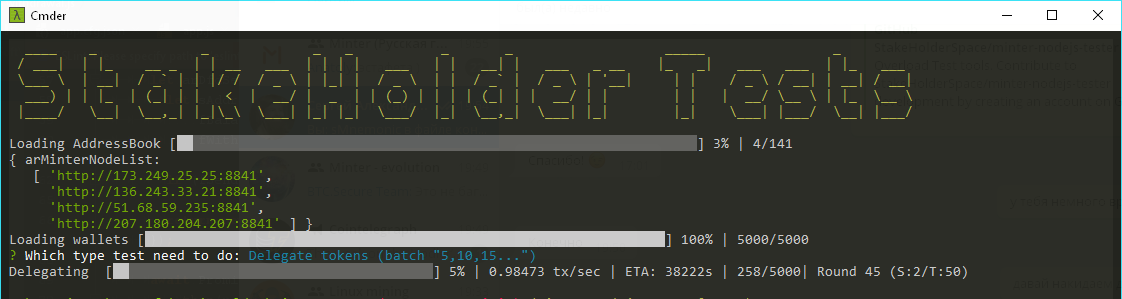 Cmder
StakeHolder Tests
Loading AddressBook [ ] 3% | 4/141
{ arMinterNodeList:
[ 'http://173.249.25.25:8841',
'http://136.243.33.21:8841',
'http://51.68.59.235:8841',
'http://207.180.204.207:8841' ] }
Loading wallets [ ] 100% | 5000/5000
? Which type test need to do: Delegate tokens (batch "5,10,15...")
Delegating [ ] 5% | 0.98473 tx/sec | ETA: 38222s | 258/5000| Round 45 (S:2/T:50)